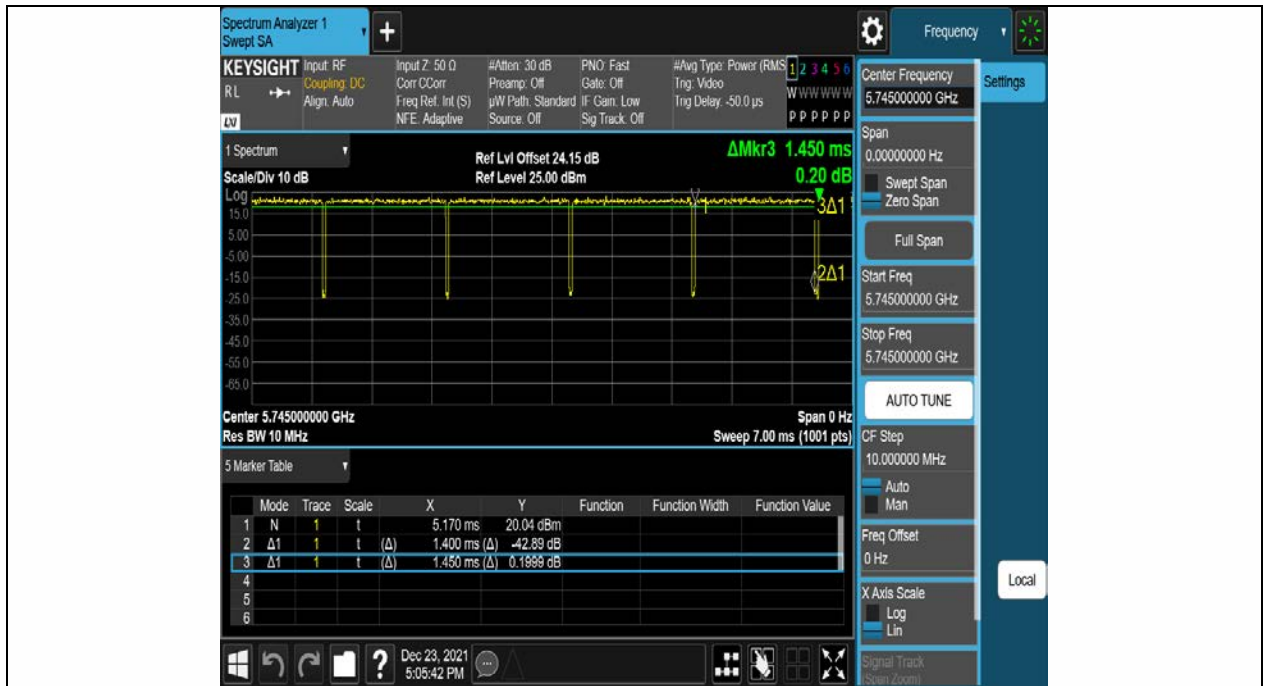 Spectrum Analyzer 1
Swept SA
+
Frequency
KEYSIGHT
RL
LXI
Input: RF
Coupling: DC
Align: Auto
Input Z: 50 Ω
Corr CCorr
Freq Ref: Int (S)
NFE: Adaptive
#Atten: 30 dB
Preamp: Off
µW Path: Standard
Source: Off
PNO: Fast
Gate: Off
IF Gain: Low
Sig Track: Off
#Avg Type: Power (RMS
Trig: Video
Trig Delay: -50.0 µs
1 2 3 4 5 6
W W W W W W
P P P P P P
1 Spectrum
Scale/Div 10 dB
Ref Lvl Offset 24.15 dB
Ref Level 25.00 dBm
ΔMkr3 1.450 ms
0.20 dB
Log
15.0
5.00
-5.00
-15.0
-25.0
-35.0
-45.0
-55.0
-65.0
1
3Δ1
2Δ1
Center 5.745000000 GHz
Span 0 Hz
Res BW 10 MHz
Sweep 7.00 ms (1001 pts)
5 Marker Table
Mode Trace Scale X Y Function Function Width Function Value
1 N 1 t 5.170 ms 20.04 dBm
2 Δ1 1 t (Δ) 1.400 ms (Δ) -42.89 dB
3 Δ1 1 t (Δ) 1.450 ms (Δ) 0.1999 dB
4
5
6
?
Dec 23, 2021
5:05:42 PM
Center Frequency
5.745000000 GHz
Span
0.00000000 Hz
Swept Span
Zero Span
Full Span
Start Freq
5.745000000 GHz
Stop Freq
5.745000000 GHz
AUTO TUNE
CF Step
10.000000 MHz
Auto
Man
Freq Offset
0 Hz
X Axis Scale
Log
Lin
Signal Track
(Span Zoom)
Settings
Local